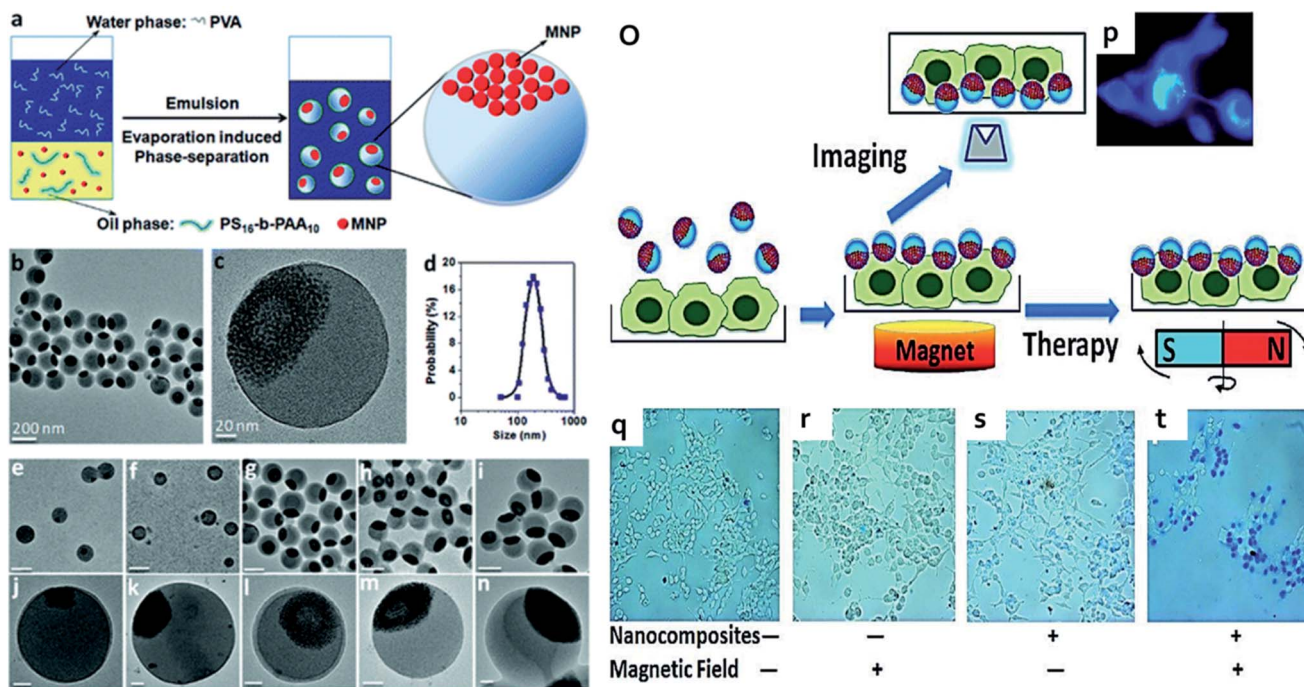 a
Water phase: PVA
Emulsion
Evaporation induced
Phase-separation
MNP
Oil phase: PS₁₆-b-PAA₁₀ MNP
b
200 nm
c
20 nm
d
Probability (%)
20
16
12
8
4
0
10 100 1000
Size (nm)
e
f
g
h
i
j
k
l
m
n
O
Imaging
p
Magnet
Therapy
S N
q
r
s
t
Nanocomposites — — + +
Magnetic Field — + — +